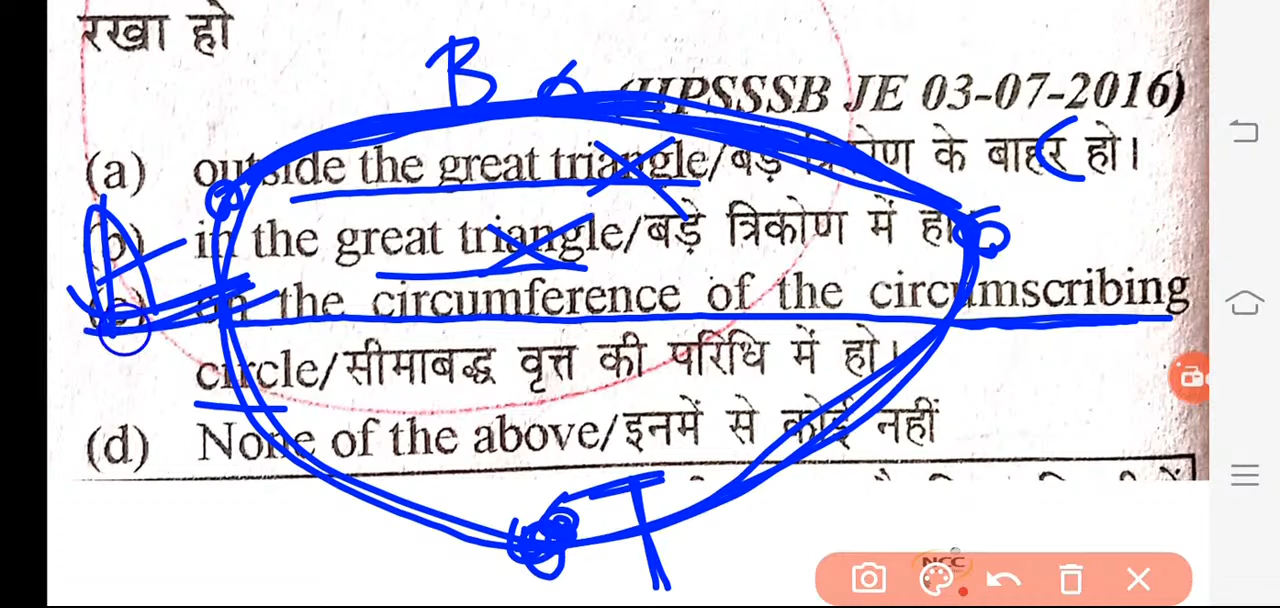 रखा हो
B
(UPSSSB JE 03-07-2016)
(a) outside the great triangle/बड़े त्रिकोण के बाहर हो।
(b) in the great triangle/बड़े त्रिकोण में हो
(c) on the circumference of the circumscribing
circle/सीमाबद्ध वृत्त की परिधि में हो।
(d) None of the above/इनमें से कोई नहीं
T
NCC